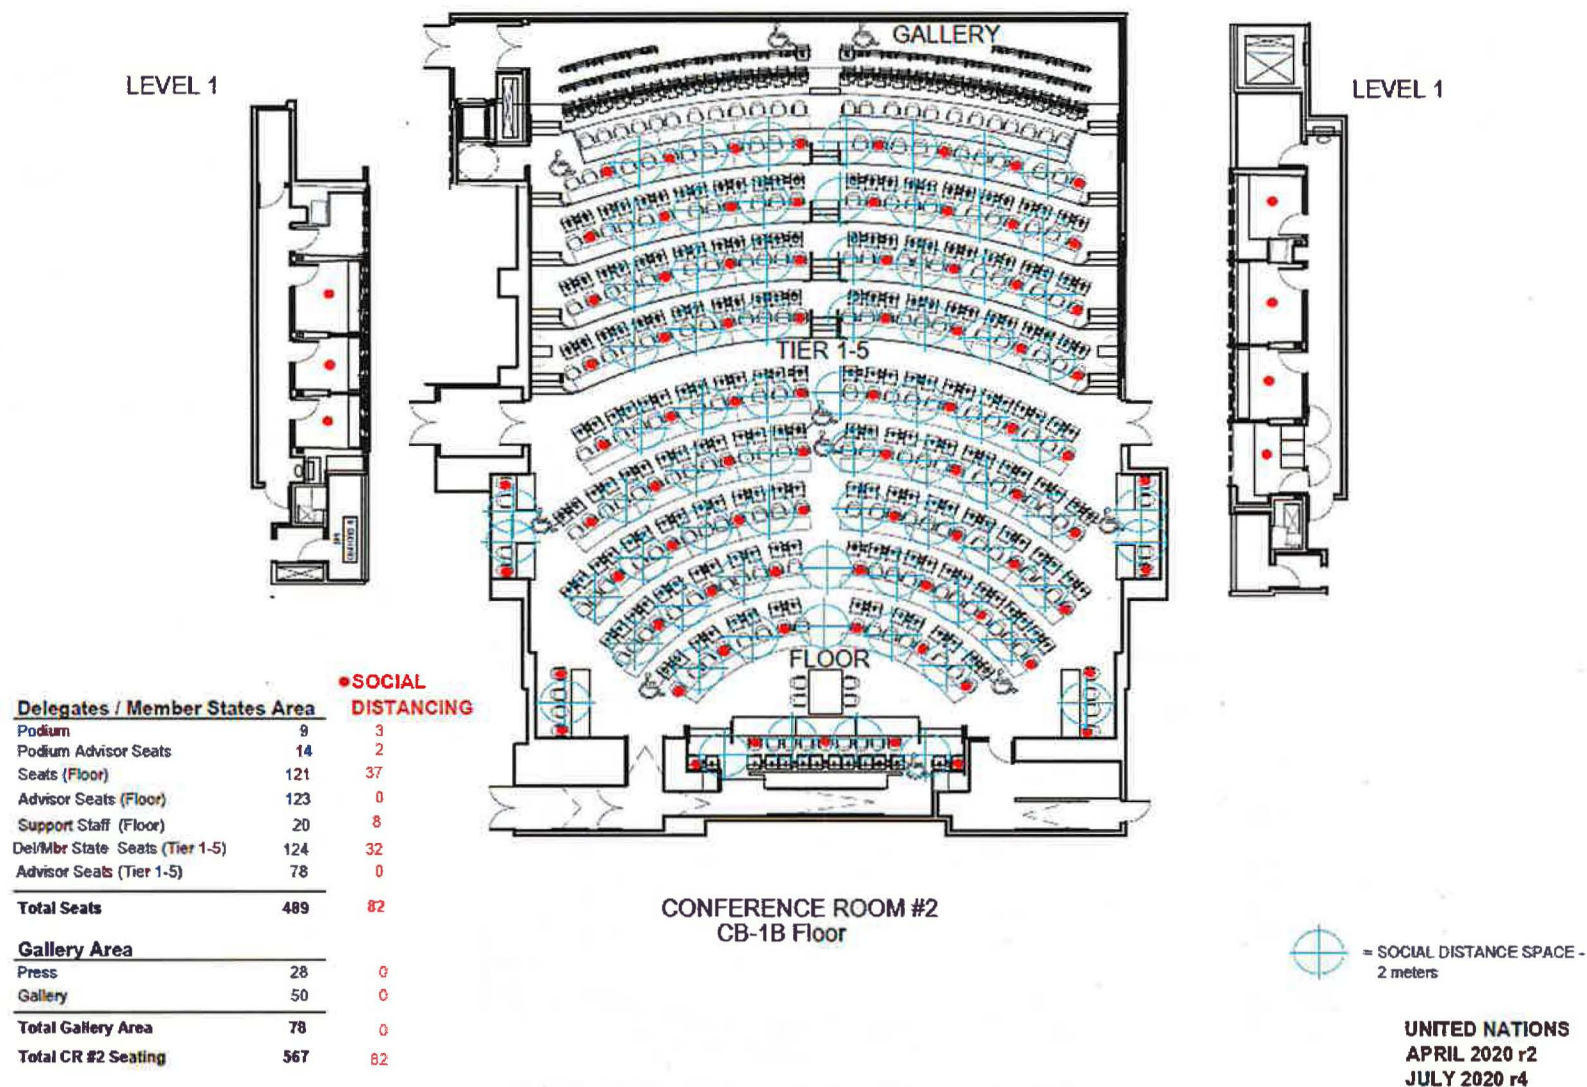 GALLERY
LEVEL 1
LEVEL 1
TIER 1-5
FLOOR
SOCIAL
DISTANCING
Delegates / Member States Area
Podium 9 3
Podium Advisor Seats 14 2
Seats (Floor) 121 37
Advisor Seats (Floor) 123 0
Support Staff (Floor) 20 8
Del/Mbr State Seats (Tier 1-5) 124 32
Advisor Seats (Tier 1-5) 78 0
Total Seats 489 82
Gallery Area
Press 28 0
Gallery 50 0
Total Gallery Area 78 0
Total CR #2 Seating 567 82
CONFERENCE ROOM #2
CB-1B Floor
= SOCIAL DISTANCE SPACE -
2 meters
UNITED NATIONS
APRIL 2020 r2
JULY 2020 r4